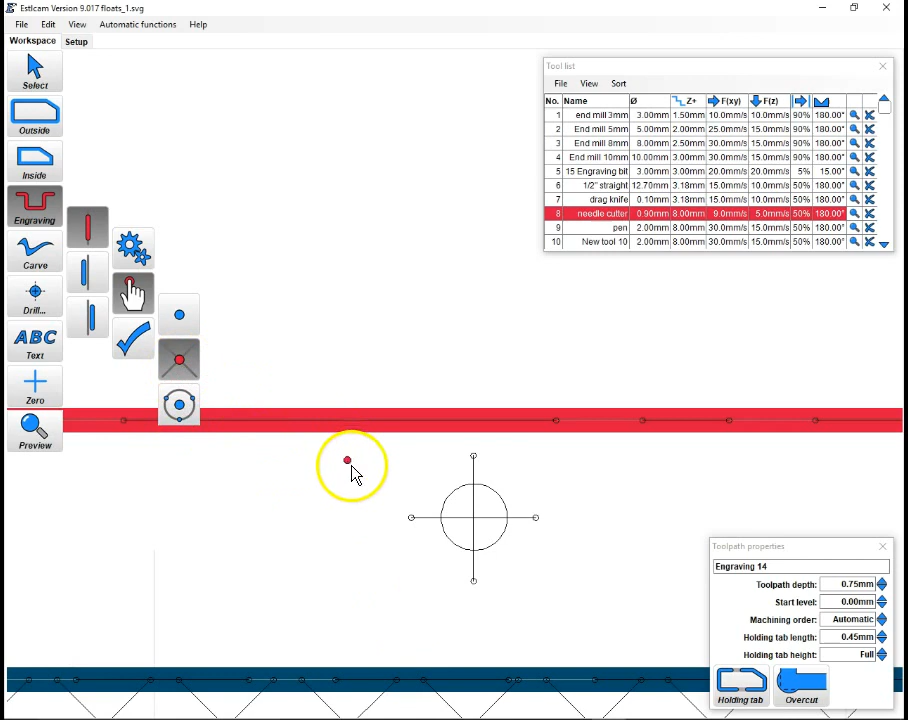 Estlcam Version 9.017 floats_1.svg
File Edit View Automatic functions Help
Workspace Setup
Select
Outside
Inside
Engraving
Carve
Drill...
ABC
Text
Zero
Preview
Tool list
File View Sort
No. Name Ø Z+ F(xy) F(z)
1 end mill 3mm 3.00mm 1.50mm 10.0mm/s 10.0mm/s 90% 180.00°
2 End mill 5mm 5.00mm 2.00mm 25.0mm/s 15.0mm/s 90% 180.00°
3 End mill 8mm 8.00mm 2.50mm 30.0mm/s 15.0mm/s 90% 180.00°
4 End mill 10mm 10.00mm 3.00mm 30.0mm/s 15.0mm/s 90% 180.00°
5 15 Engraving bit 3.00mm 3.00mm 20.0mm/s 20.0mm/s 5% 15.00°
6 1/2" straight 12.70mm 3.18mm 15.0mm/s 10.0mm/s 50% 180.00°
7 drag knife 0.10mm 3.18mm 15.0mm/s 15.0mm/s 50% 180.00°
8 needle cutter 0.90mm 8.00mm 9.0mm/s 5.0mm/s 50% 180.00°
9 pen 2.00mm 8.00mm 30.0mm/s 15.0mm/s 50% 180.00°
10 New tool 10 2.00mm 8.00mm 30.0mm/s 15.0mm/s 50% 180.00°
Toolpath properties
Engraving 14
Toolpath depth: 0.75mm
Start level: 0.00mm
Machining order: Automatic
Holding tab length: 0.45mm
Holding tab height: Full
Holding tab Overcut